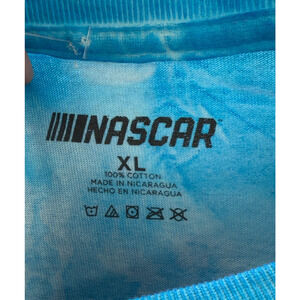 NASCAR
XL
100% COTTON
MADE IN NICARAGUA
HECHO EN NICARAGUA